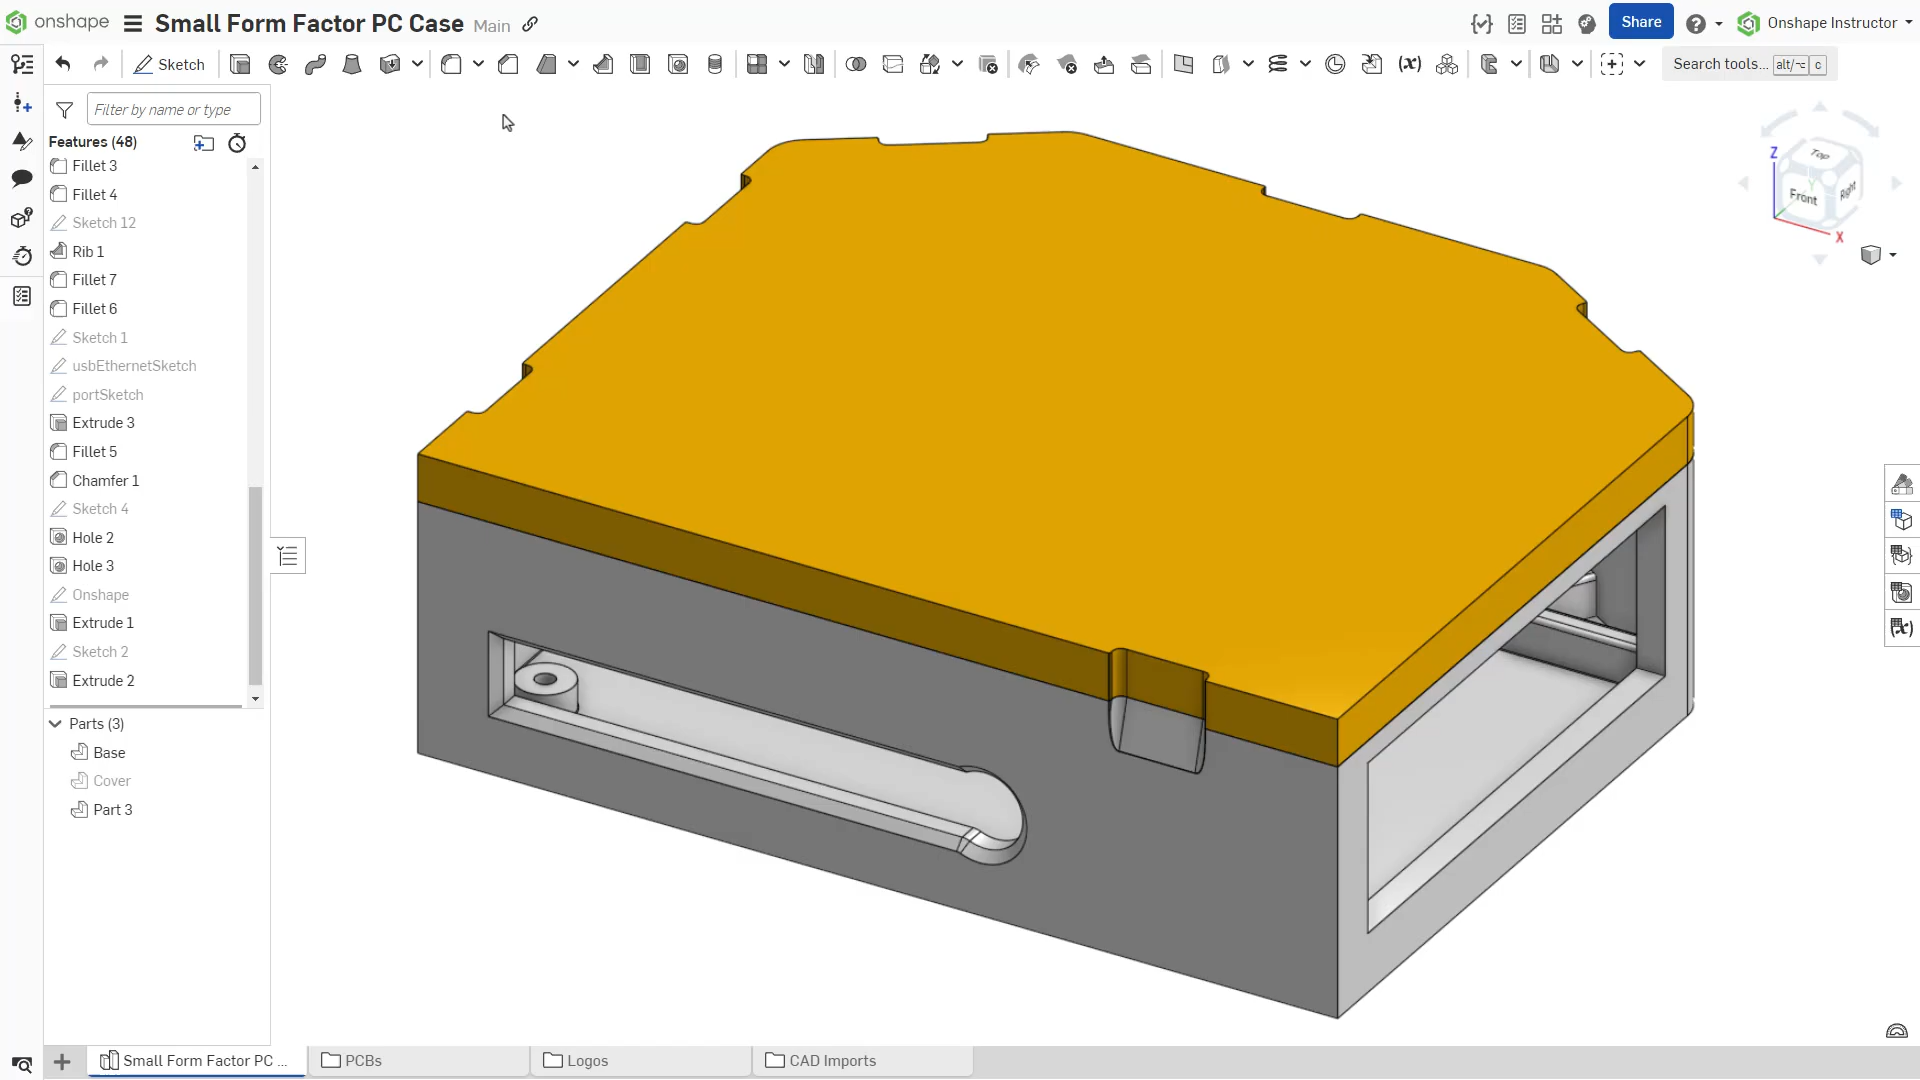 onshape Small Form Factor PC Case Main Share Onshape Instructor
Sketch Search tools... alt/⌥ c
Filter by name or type
Features (48)
Fillet 3
Fillet 4
Sketch 12
Rib 1
Fillet 7
Fillet 6
Sketch 1
usbEthernetSketch
portSketch
Extrude 3
Fillet 5
Chamfer 1
Sketch 4
Hole 2
Hole 3
Onshape
Extrude 1
Sketch 2
Extrude 2
Parts (3)
Base
Cover
Part 3
Z
Top
Y
Front
Right
X
Small Form Factor PC ... PCBs Logos CAD Imports